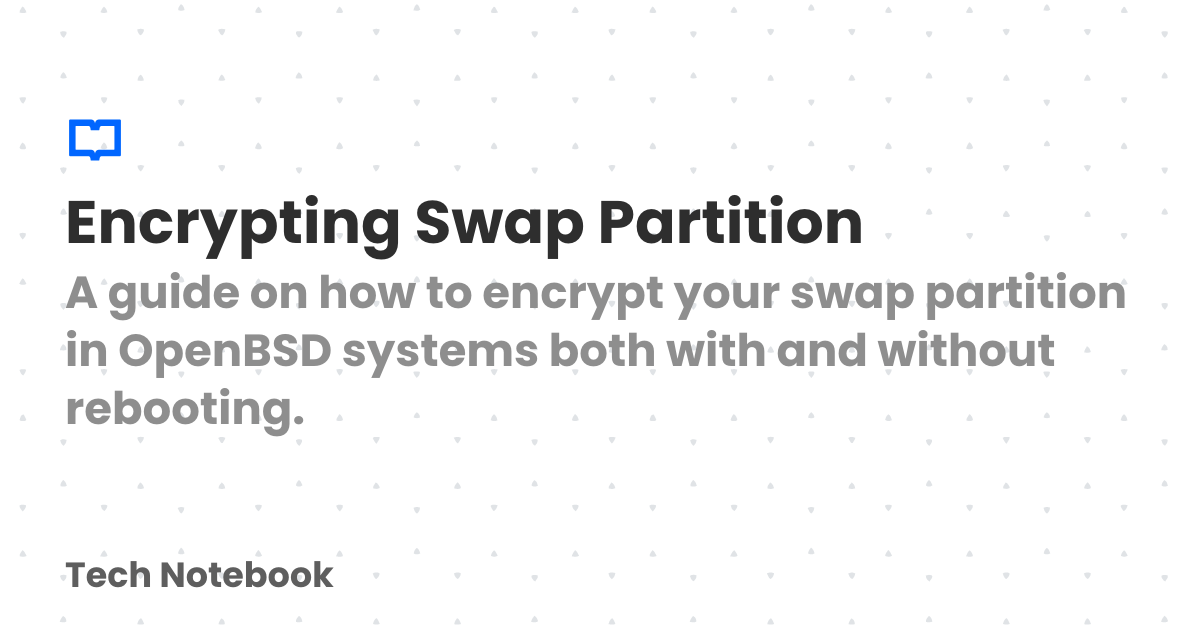 Encrypting Swap Partition
A guide on how to encrypt your swap partition
in OpenBSD systems both with and without
rebooting.
Tech Notebook